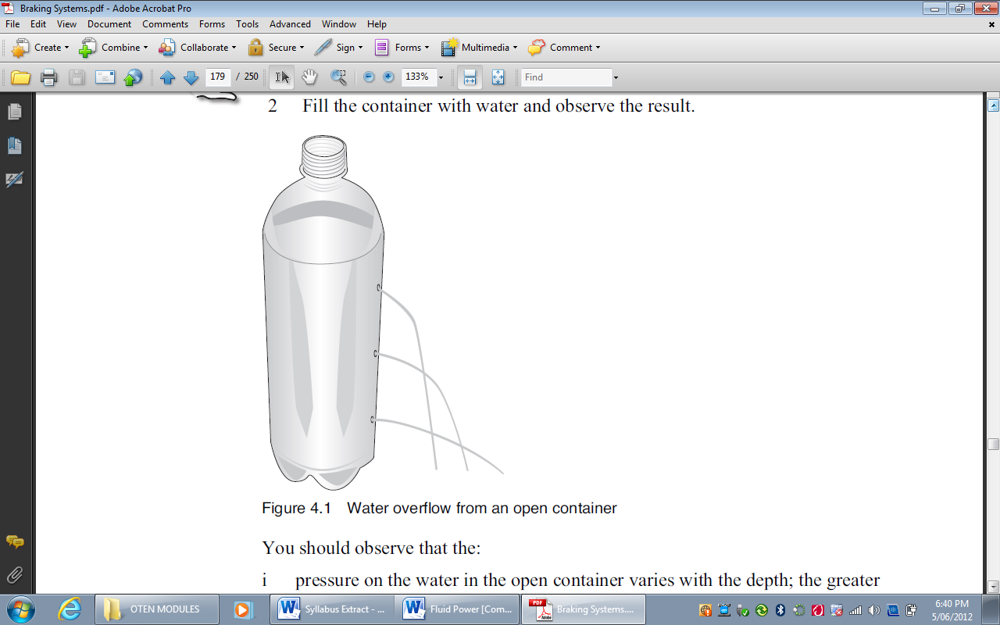 Braking Systems.pdf - Adobe Acrobat Pro
File Edit View Document Comments Forms Tools Advanced Window Help
Create Combine Collaborate Secure Sign Forms Multimedia Comment
179 / 250 133% Find
2 Fill the container with water and observe the result.
Figure 4.1 Water overflow from an open container
You should observe that the:
i pressure on the water in the open container varies with the depth; the greater
OTEN MODULES Syllabus Extract - ... Fluid Power [Com... Braking Systems....
6:40 PM
5/06/2012